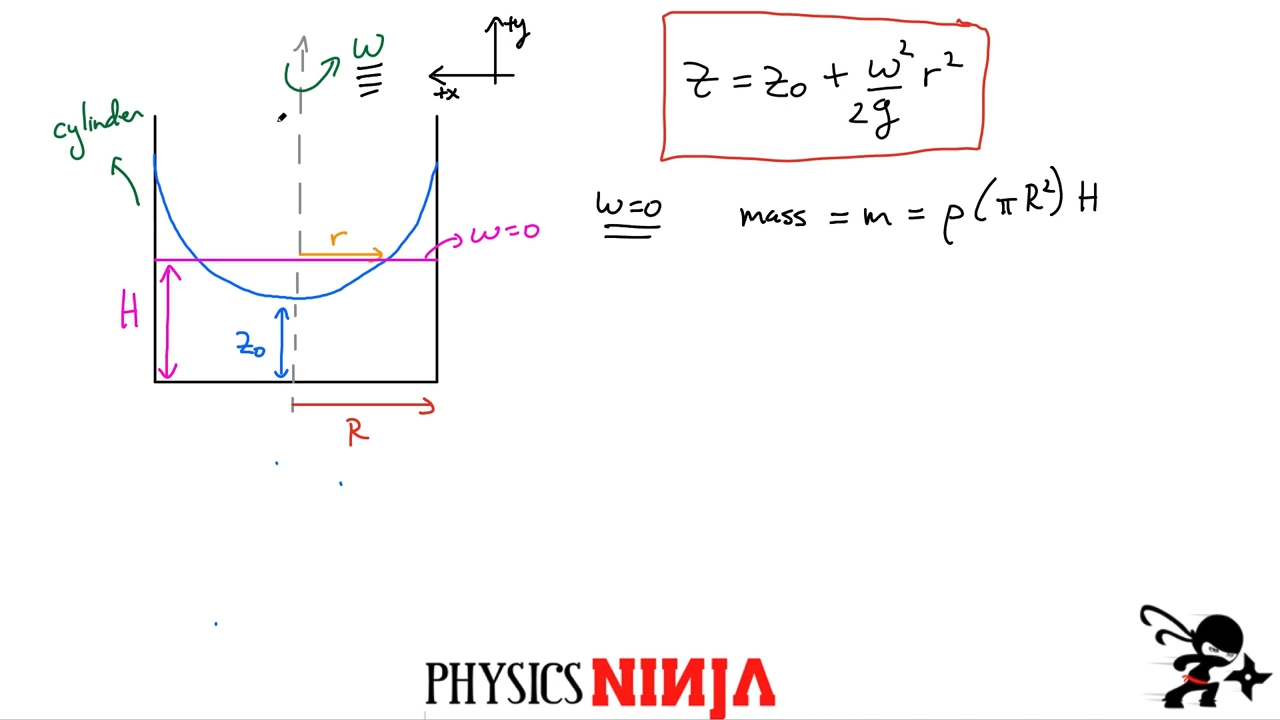 ω
+y
+x
cylinder
z = z₀ + ω²/2g r²
ω=0
mass = m = ρ(πR²) H
r
ω=0
H
z₀
R
PHYSICS NINJA